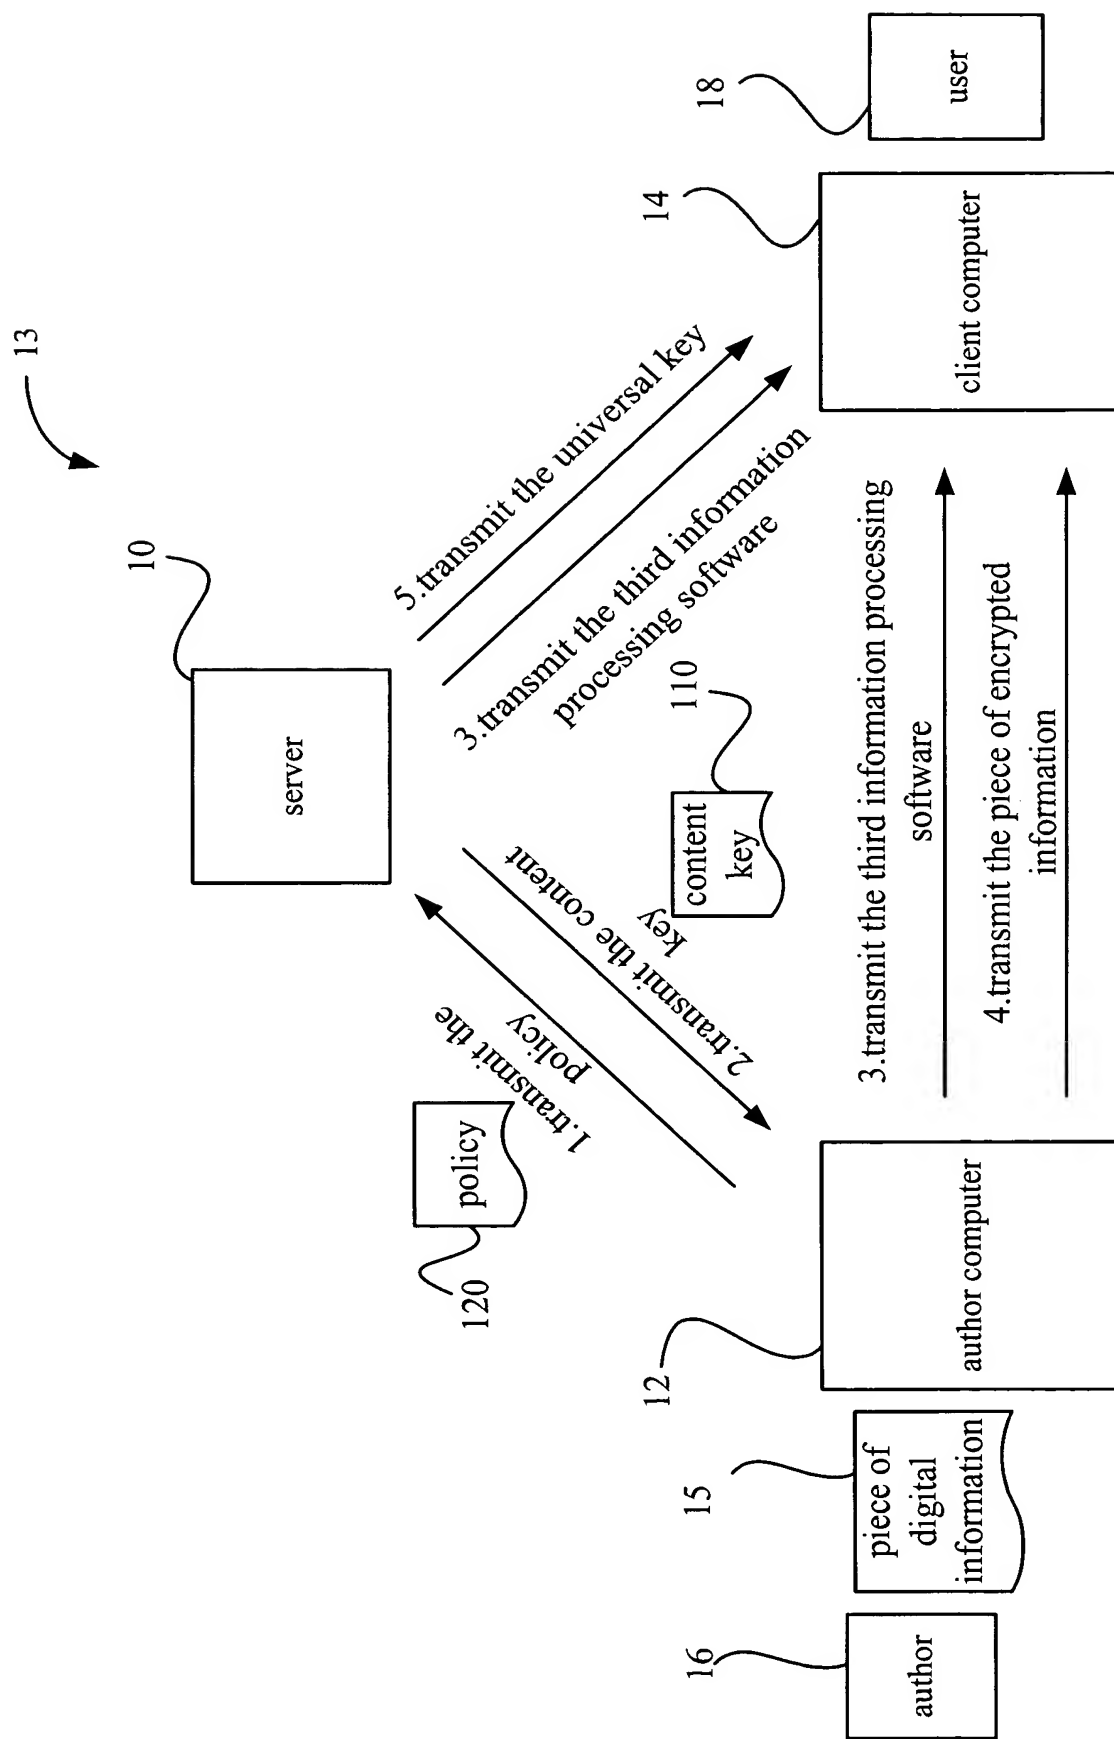 13
10
server
5.transmit the universal key
3.transmit the third information
processing software
1.transmit the
policy
2.transmit the content
key
policy
120
content
key
110
16
author
15
piece of
digital
information
12
author computer
3.transmit the third information processing
software
4.transmit the piece of encrypted
information
14
client computer
18
user